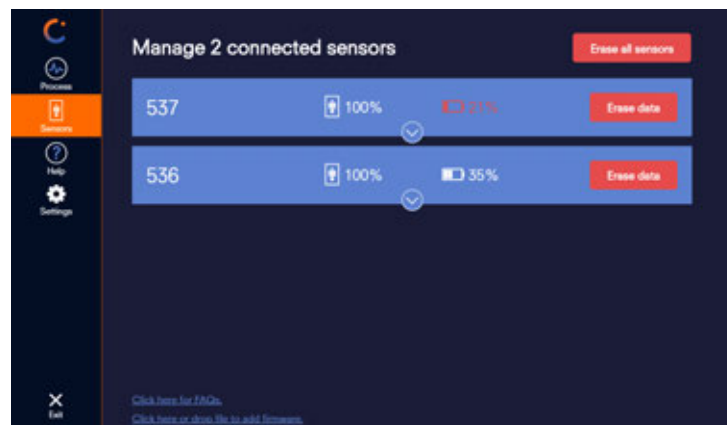 Manage 2 connected sensors
Erase all sensors
Process
Sensors
Help
Settings
Exit
537
100%
21%
Erase data
536
100%
35%
Erase data
Click here for FAQs.
Click here or drop file to add firmware.